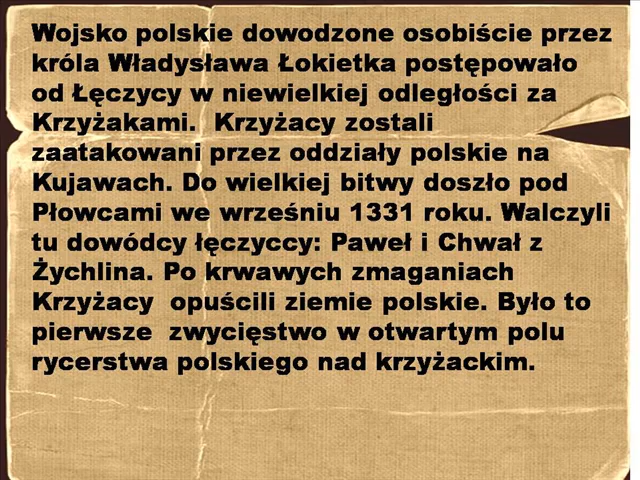 Wojsko polskie dowodzone osobiście przez
króla Władysława Łokietka postępowało
od Łęczycy w niewielkiej odległości za
Krzyżakami.  Krzyżacy zostali
zaatakowani przez oddziały polskie na
Kujawach. Do wielkiej bitwy doszło pod
Płowcami we wrześniu 1331 roku. Walczyli
tu dowódcy łęczyccy: Paweł i Chwał z
Żychlina. Po krwawych zmaganiach
Krzyżacy  opuścili ziemie polskie. Było to
pierwsze  zwycięstwo w otwartym polu
rycerstwa polskiego nad krzyżackim.